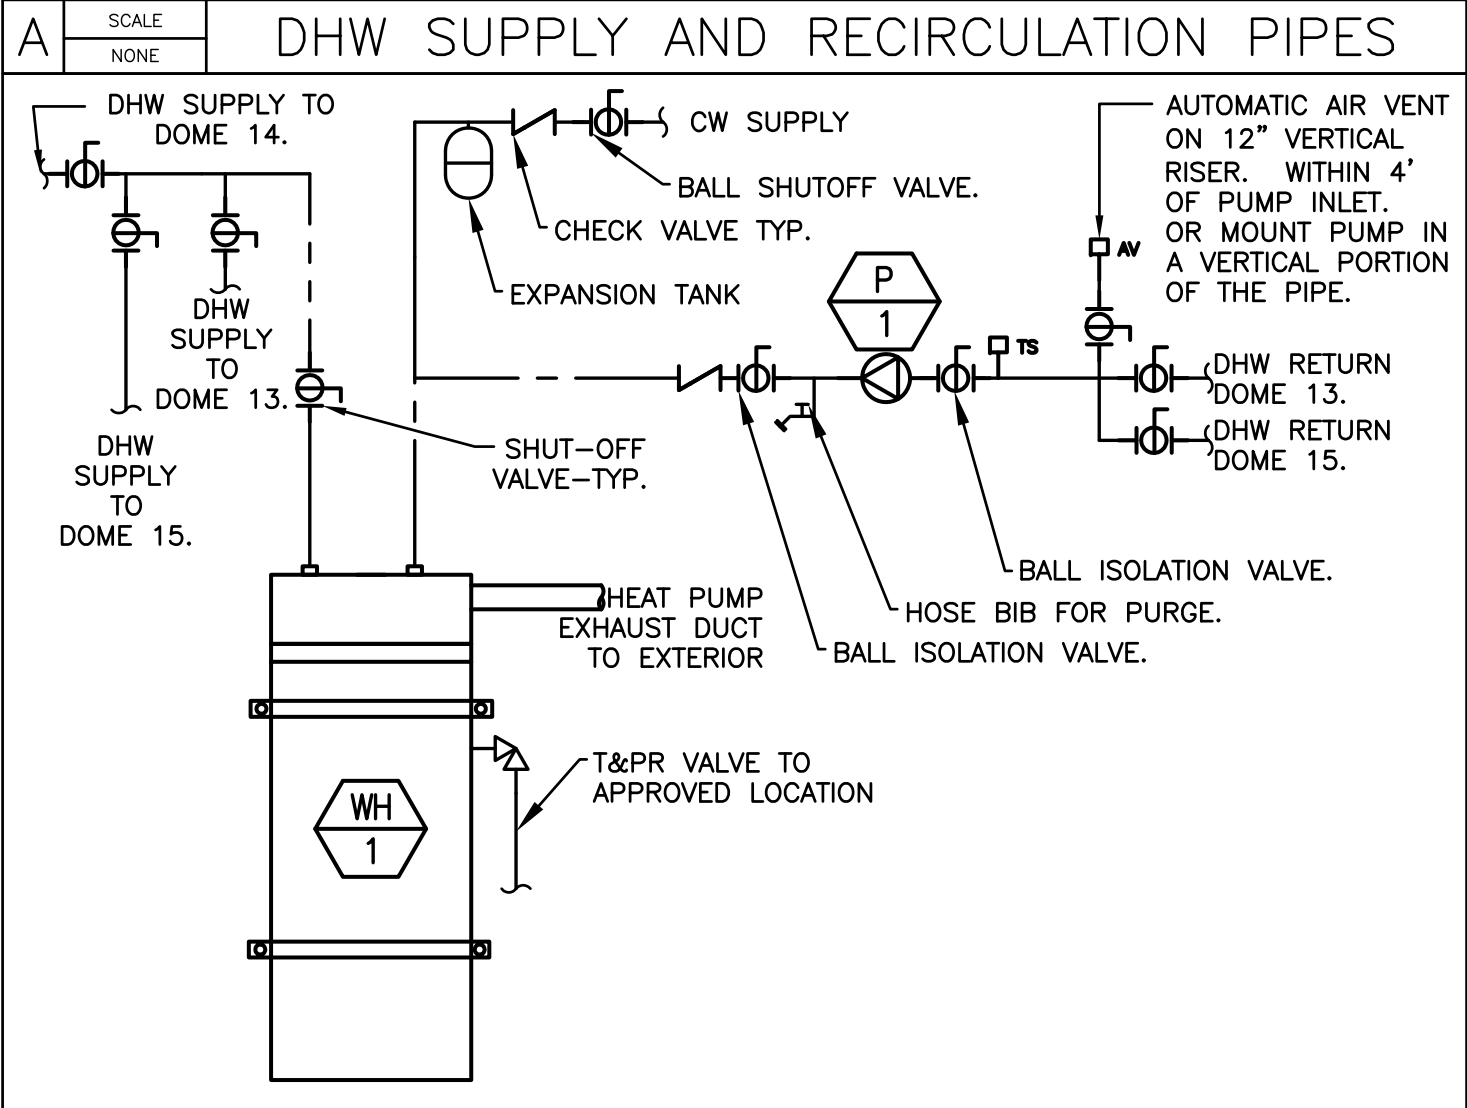 A
SCALE
NONE
DHW SUPPLY AND RECIRCULATION PIPES
DHW SUPPLY TO
DOME 14.
CW SUPPLY
BALL SHUTOFF VALVE.
CHECK VALVE TYP.
EXPANSION TANK
AUTOMATIC AIR VENT
ON 12" VERTICAL
RISER. WITHIN 4'
OF PUMP INLET.
OR MOUNT PUMP IN
A VERTICAL PORTION
OF THE PIPE.
AV
P
1
TS
DHW
SUPPLY
TO
DOME 13.
DHW
SUPPLY
TO
DOME 15.
SHUT-OFF
VALVE-TYP.
DHW RETURN
DOME 13.
DHW RETURN
DOME 15.
BALL ISOLATION VALVE.
HOSE BIB FOR PURGE.
BALL ISOLATION VALVE.
HEAT PUMP
EXHAUST DUCT
TO EXTERIOR
T&PR VALVE TO
APPROVED LOCATION
WH
1